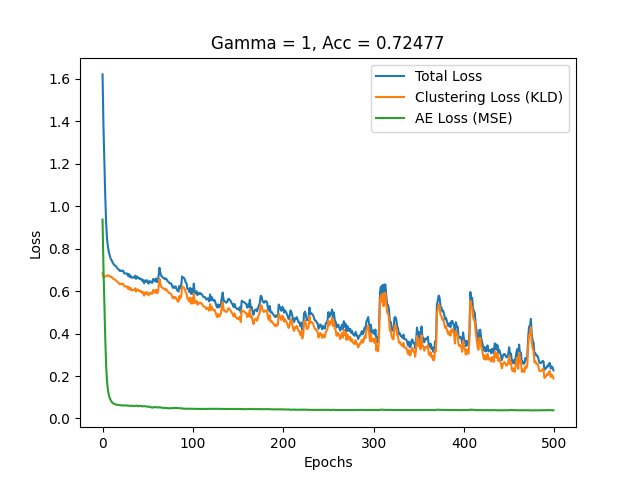 Gamma = 1, Acc = 0.72477
Total Loss
Clustering Loss (KLD)
AE Loss (MSE)
1.6
1.4
1.2
1.0
0.8
0.6
0.4
0.2
0.0
Loss
0 100 200 300 400 500
Epochs